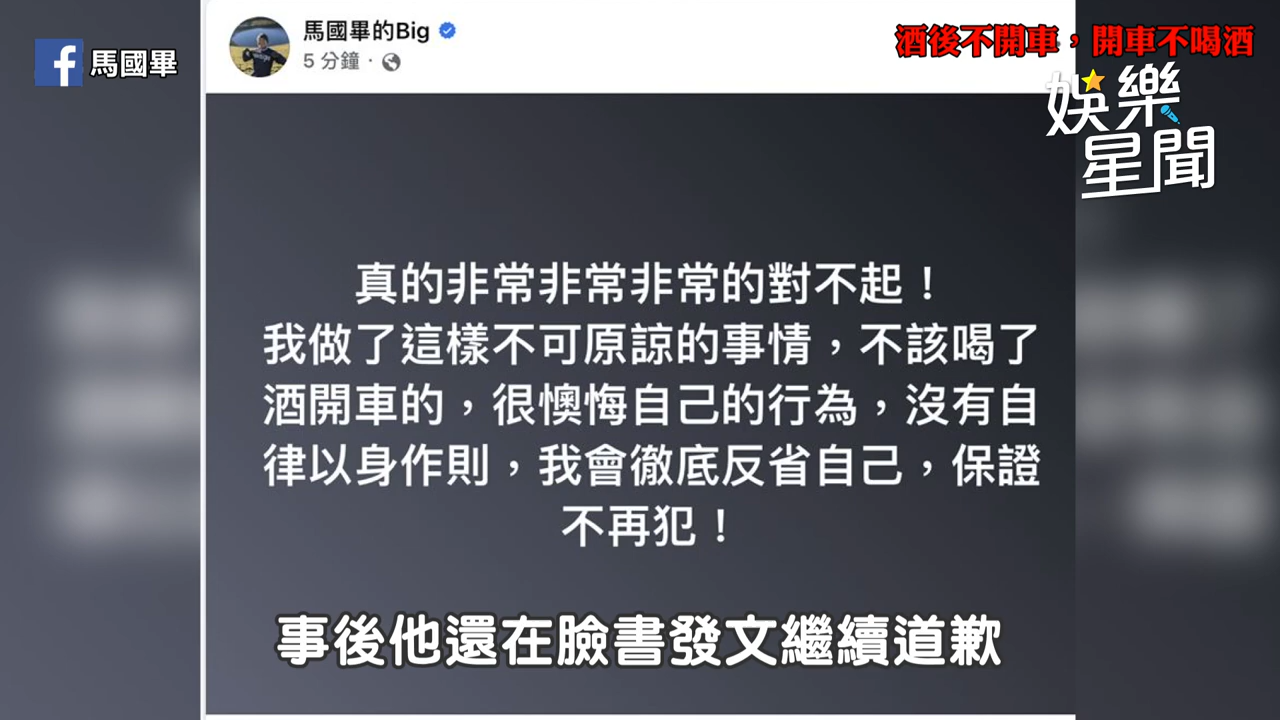 馬國畢的Big
5 分鐘 ·
馬國畢
酒後不開車，開車不喝酒
娛樂
星聞
真的非常非常非常的對不起！
我做了這樣不可原諒的事情，不該喝了
酒開車的，很懊悔自己的行為，沒有自
律以身作則，我會徹底反省自己，保證
不再犯！
事後他還在臉書發文繼續道歉